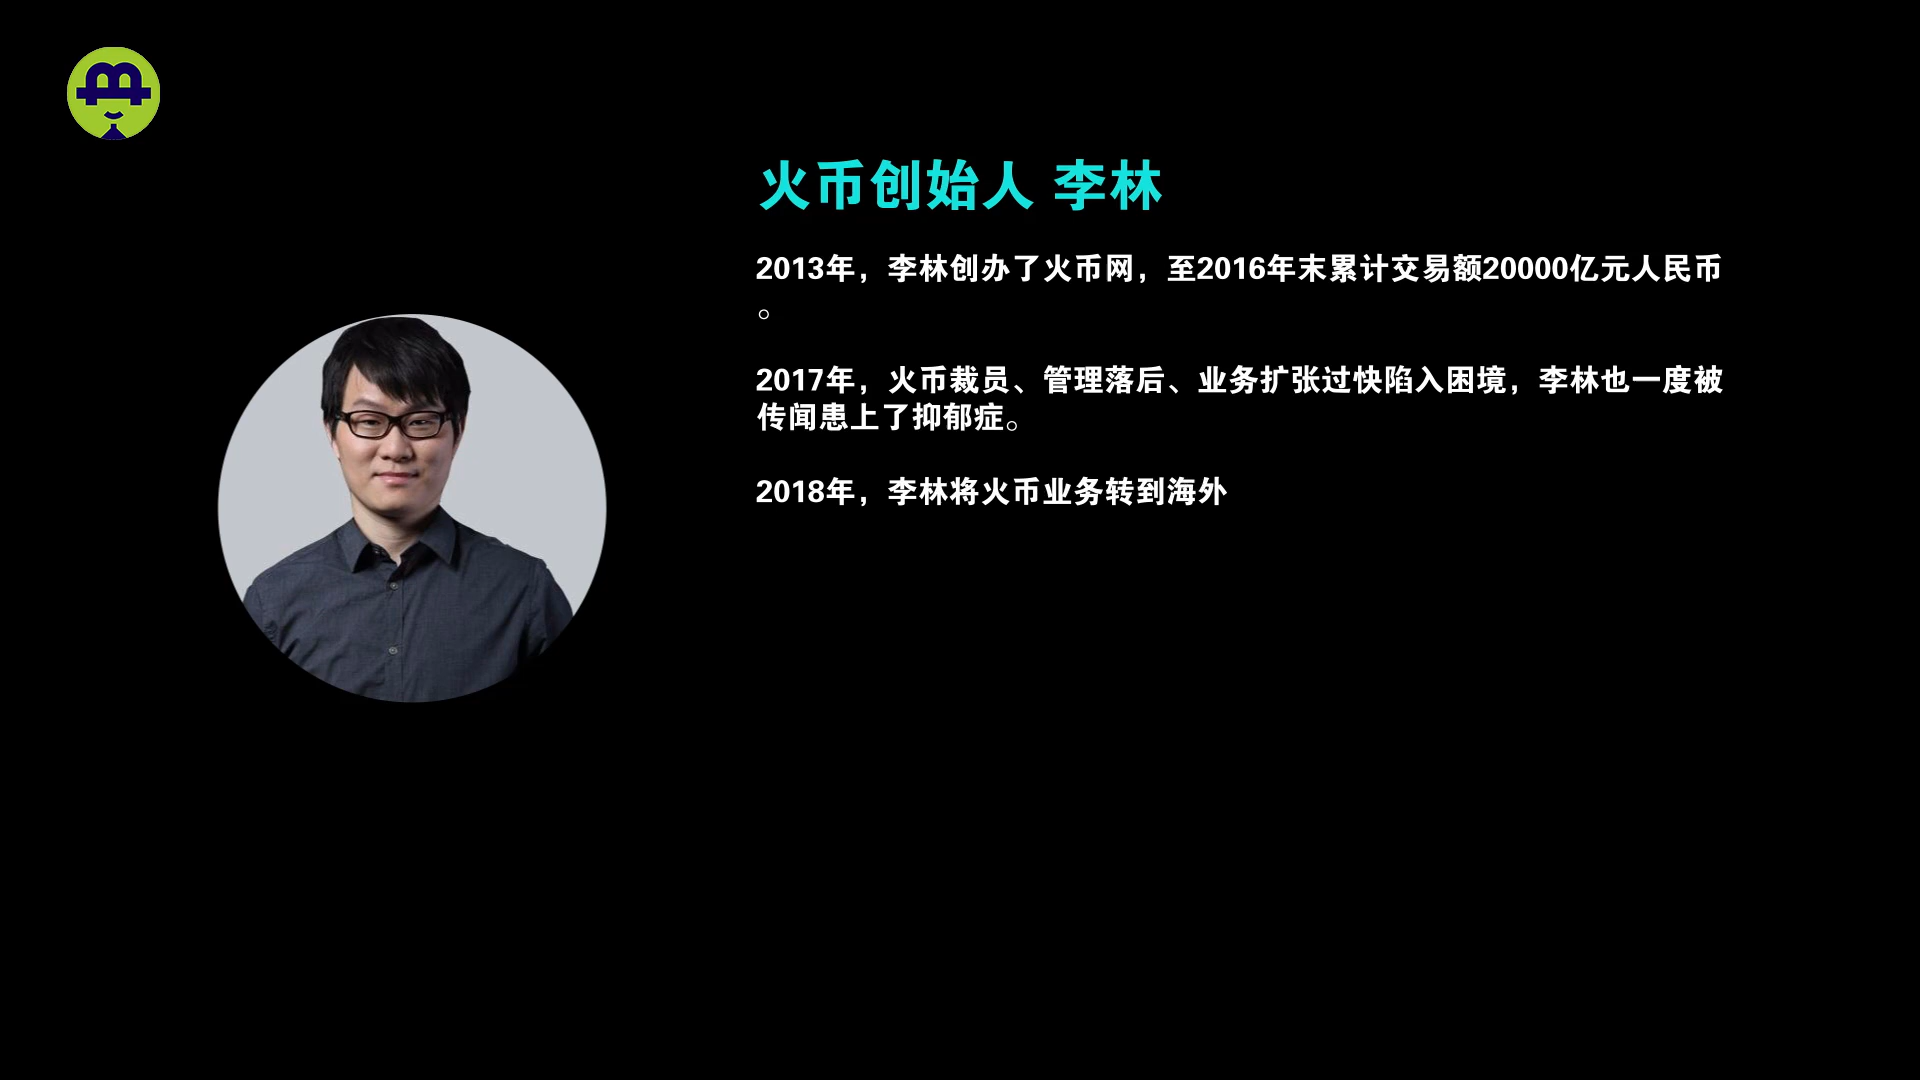 火币创始人 李林
2013年，李林创办了火币网，至2016年末累计交易额20000亿元人民币
。
2017年，火币裁员、管理落后、业务扩张过快陷入困境，李林也一度被
传闻患上了抑郁症。
2018年，李林将火币业务转到海外